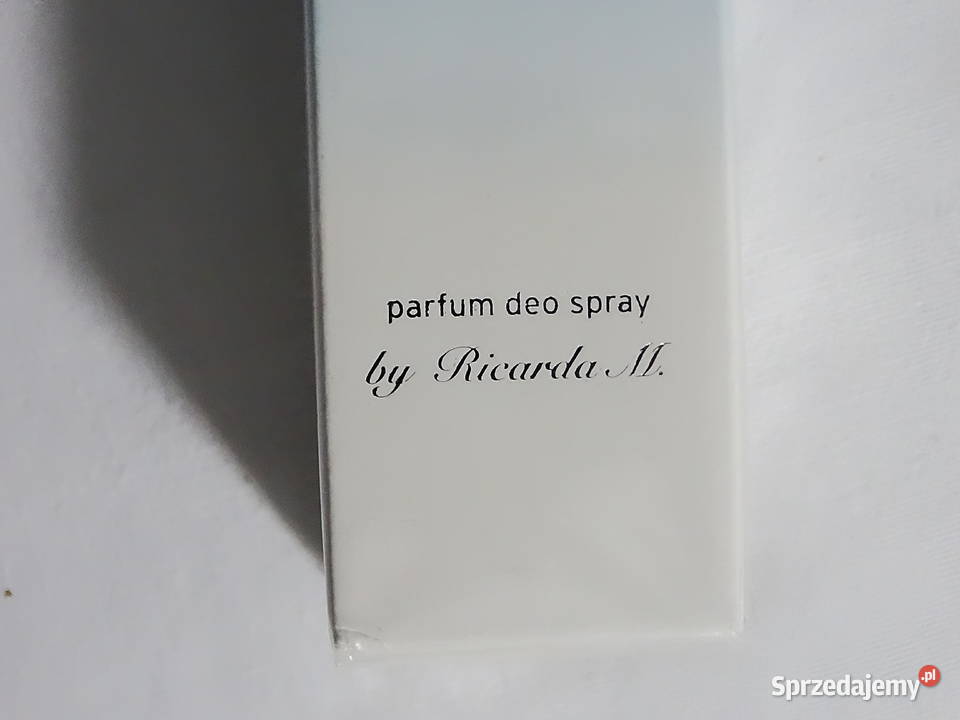 parfum deo spray
by Ricarda M.
Sprzedajemy.pl